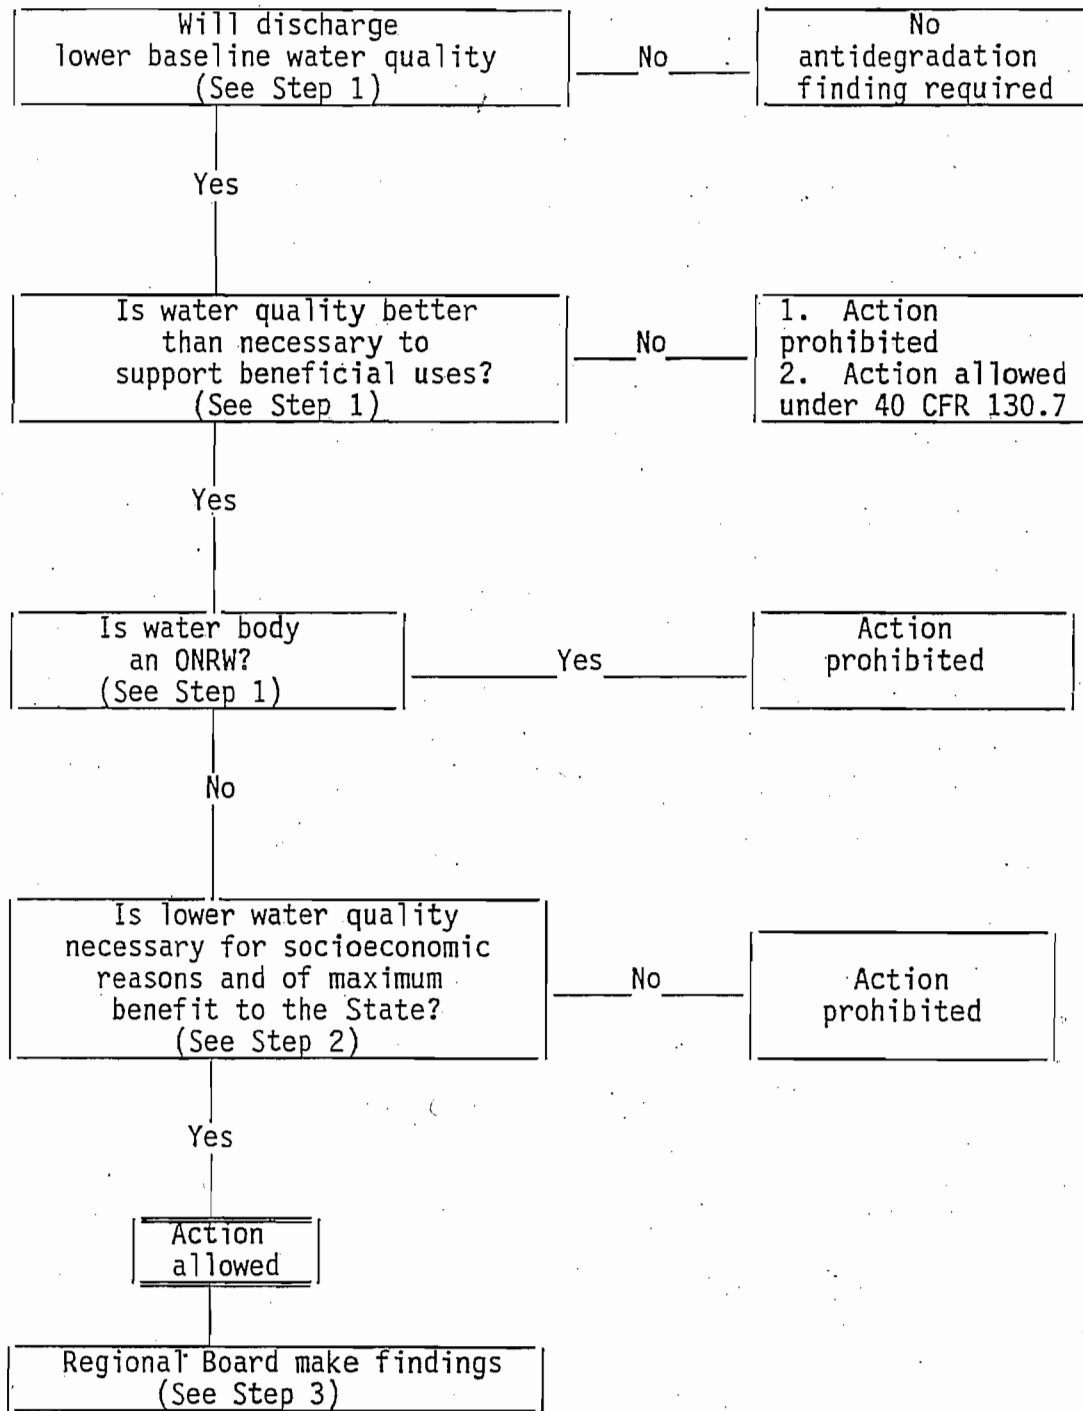 Will discharge
lower baseline water quality
(See Step 1)
No
No
antidegradation
finding required
Yes
Is water quality better
than necessary to
support beneficial uses?
(See Step 1)
No
1. Action
prohibited
2. Action allowed
under 40 CFR 130.7
Yes
Is water body
an ONRW?
(See Step 1)
Yes
Action
prohibited
No
Is lower water quality
necessary for socioeconomic
reasons and of maximum
benefit to the State?
(See Step 2)
No
Action
prohibited
Yes
Action
allowed
Regional Board make findings
(See Step 3)